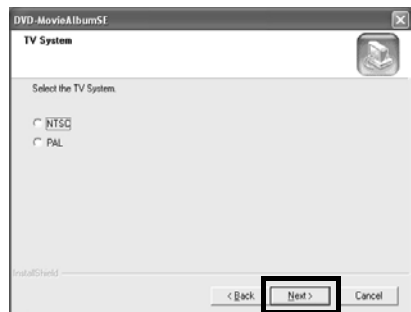 DVD-MovieAlbumSE
TV System
Select the TV System.
NTSC
PAL
InstallShield
< Back
Next >
Cancel